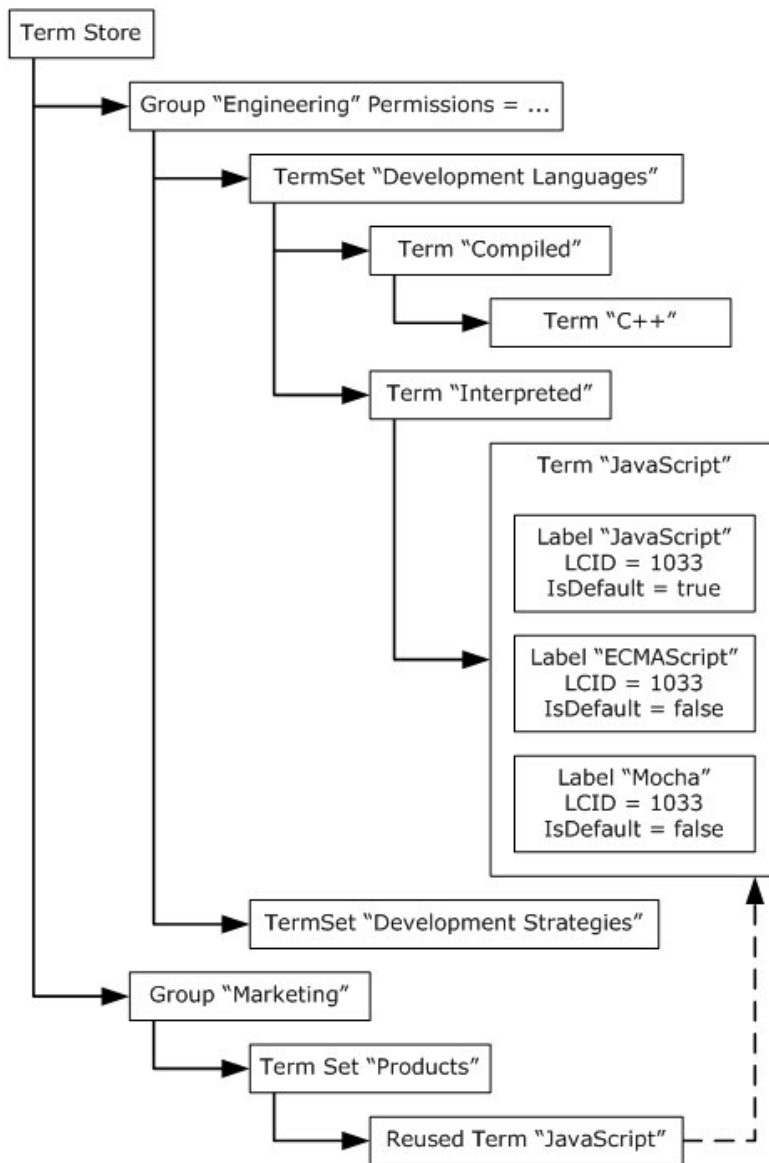 Term Store
Group “Engineering” Permissions = ...
TermSet “Development Languages”
Term “Compiled”
Term “C++”
Term “Interpreted”
Term “JavaScript”
Label “JavaScript”
LCID = 1033
IsDefault = true
Label “ECMAScript”
LCID = 1033
IsDefault = false
Label “Mocha”
LCID = 1033
IsDefault = false
TermSet “Development Strategies”
Group “Marketing”
Term Set “Products”
Reused Term “JavaScript”